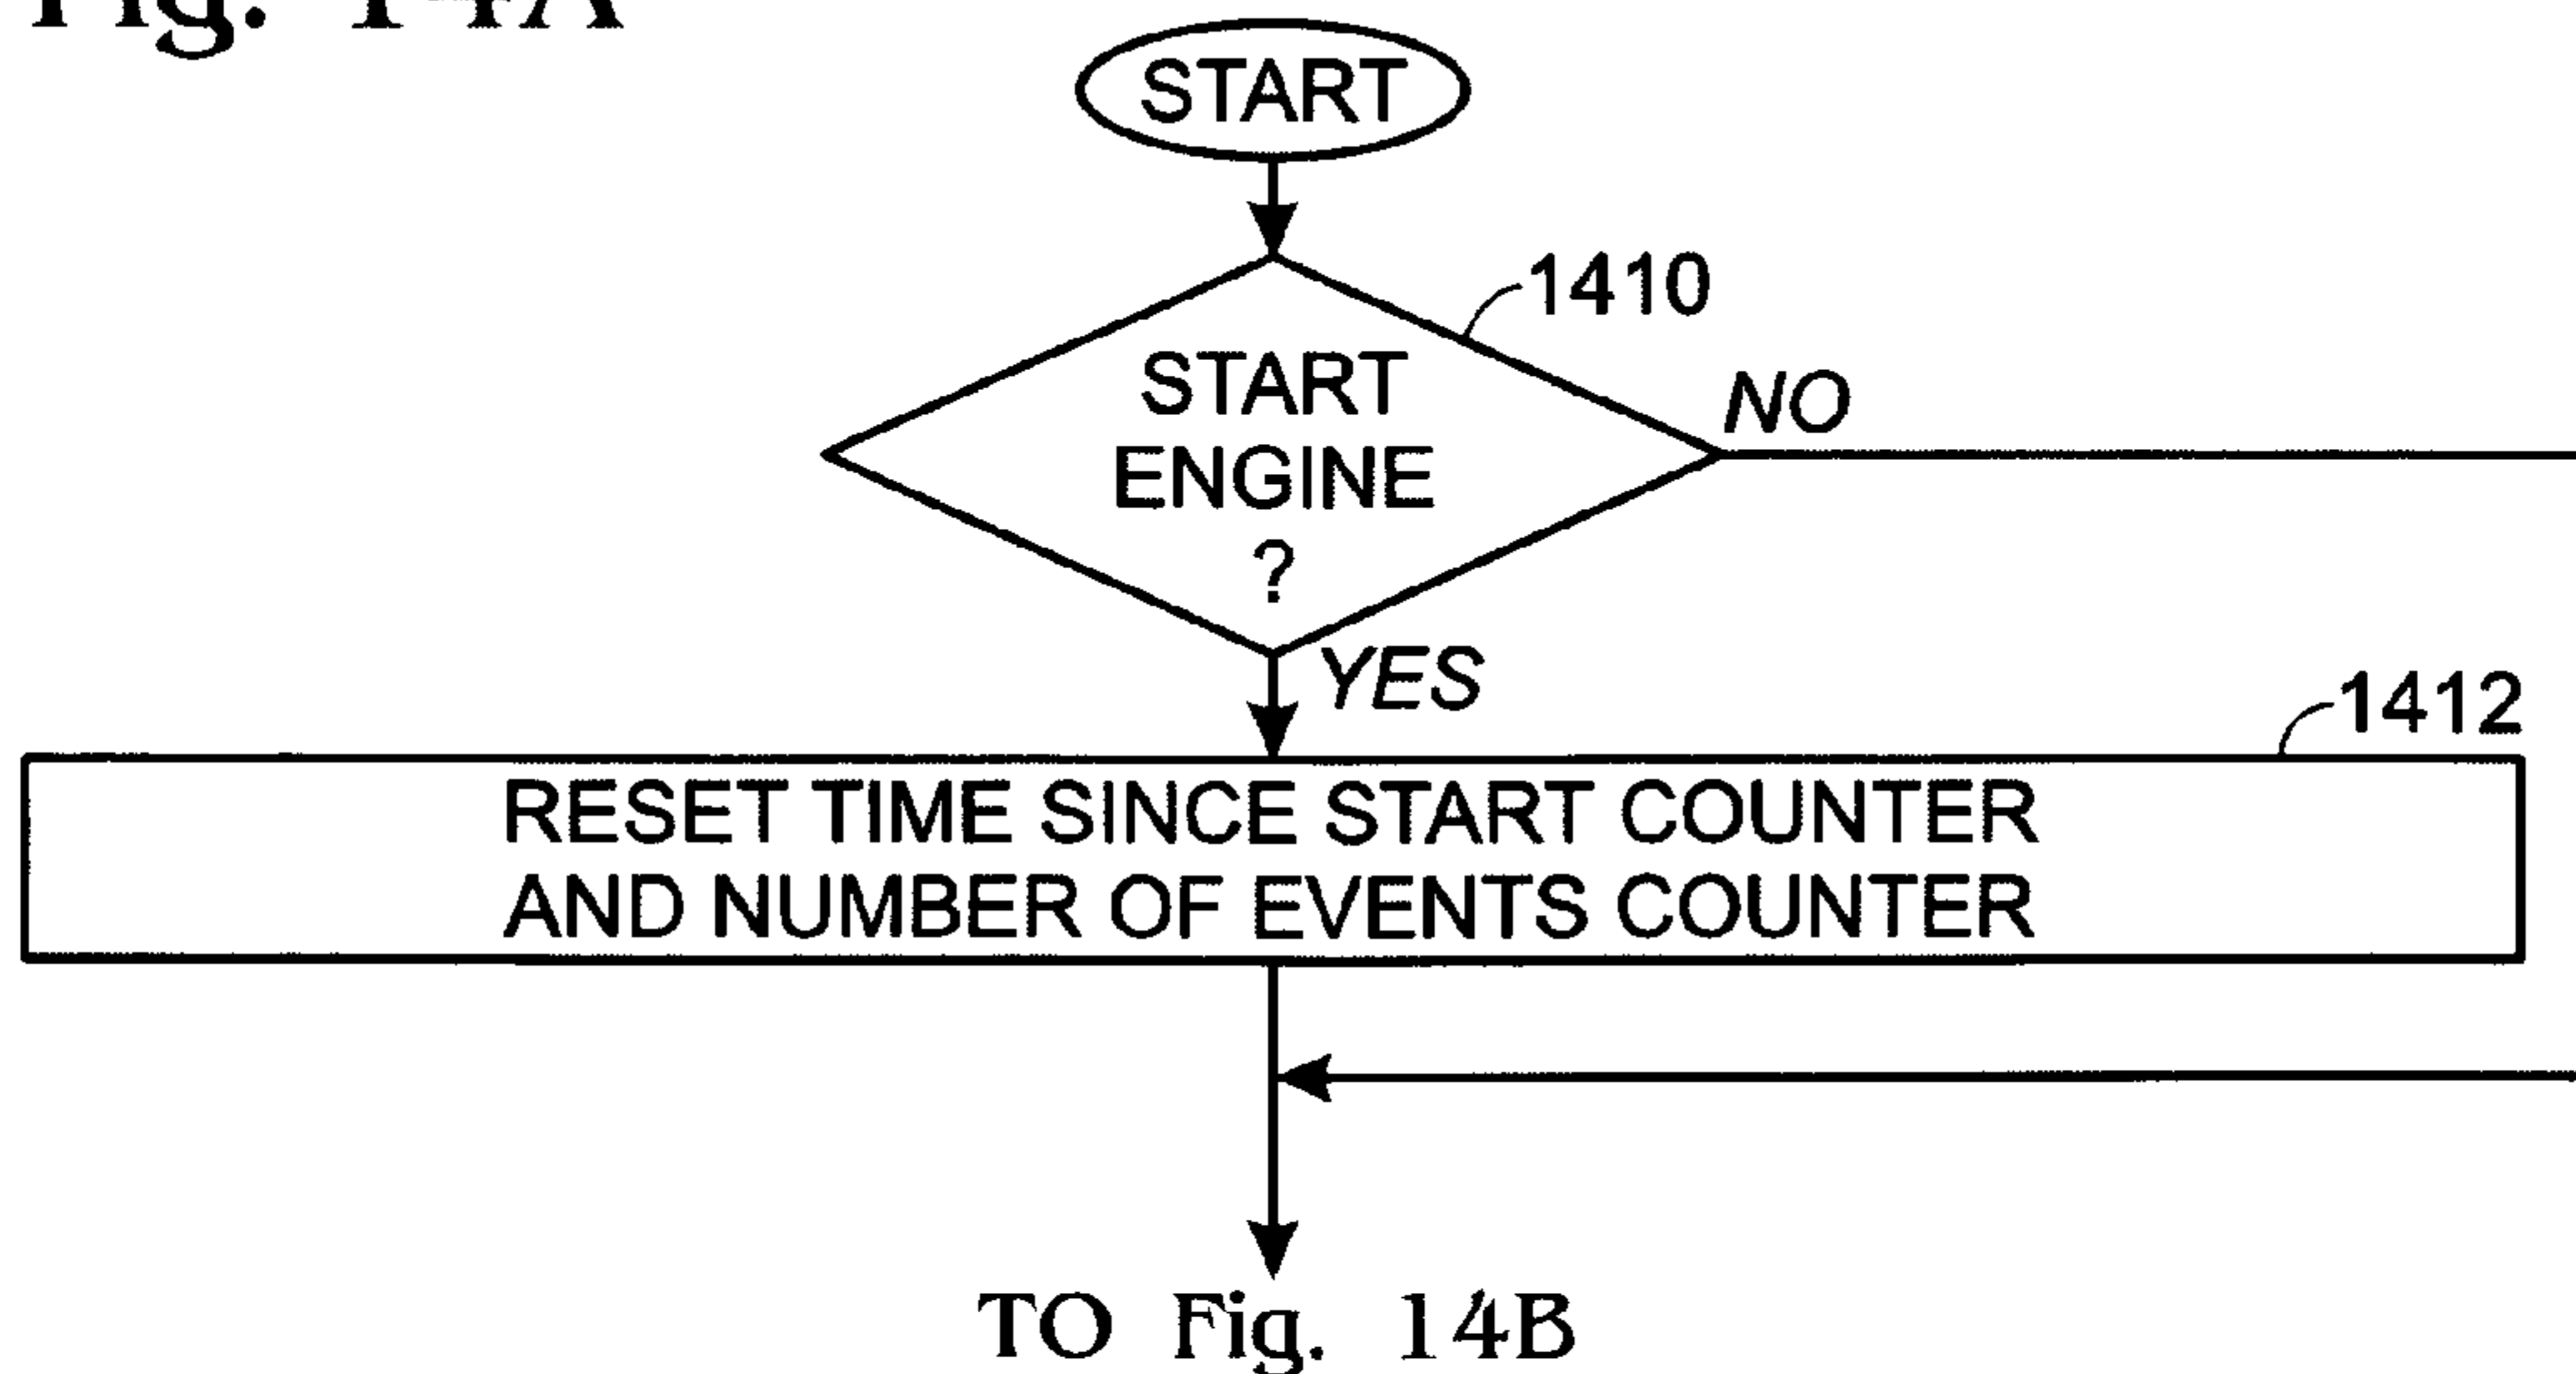 Fig. 14A
START
1410
START
ENGINE
?
NO
YES
1412
RESET TIME SINCE START COUNTER
AND NUMBER OF EVENTS COUNTER
TO Fig. 14B